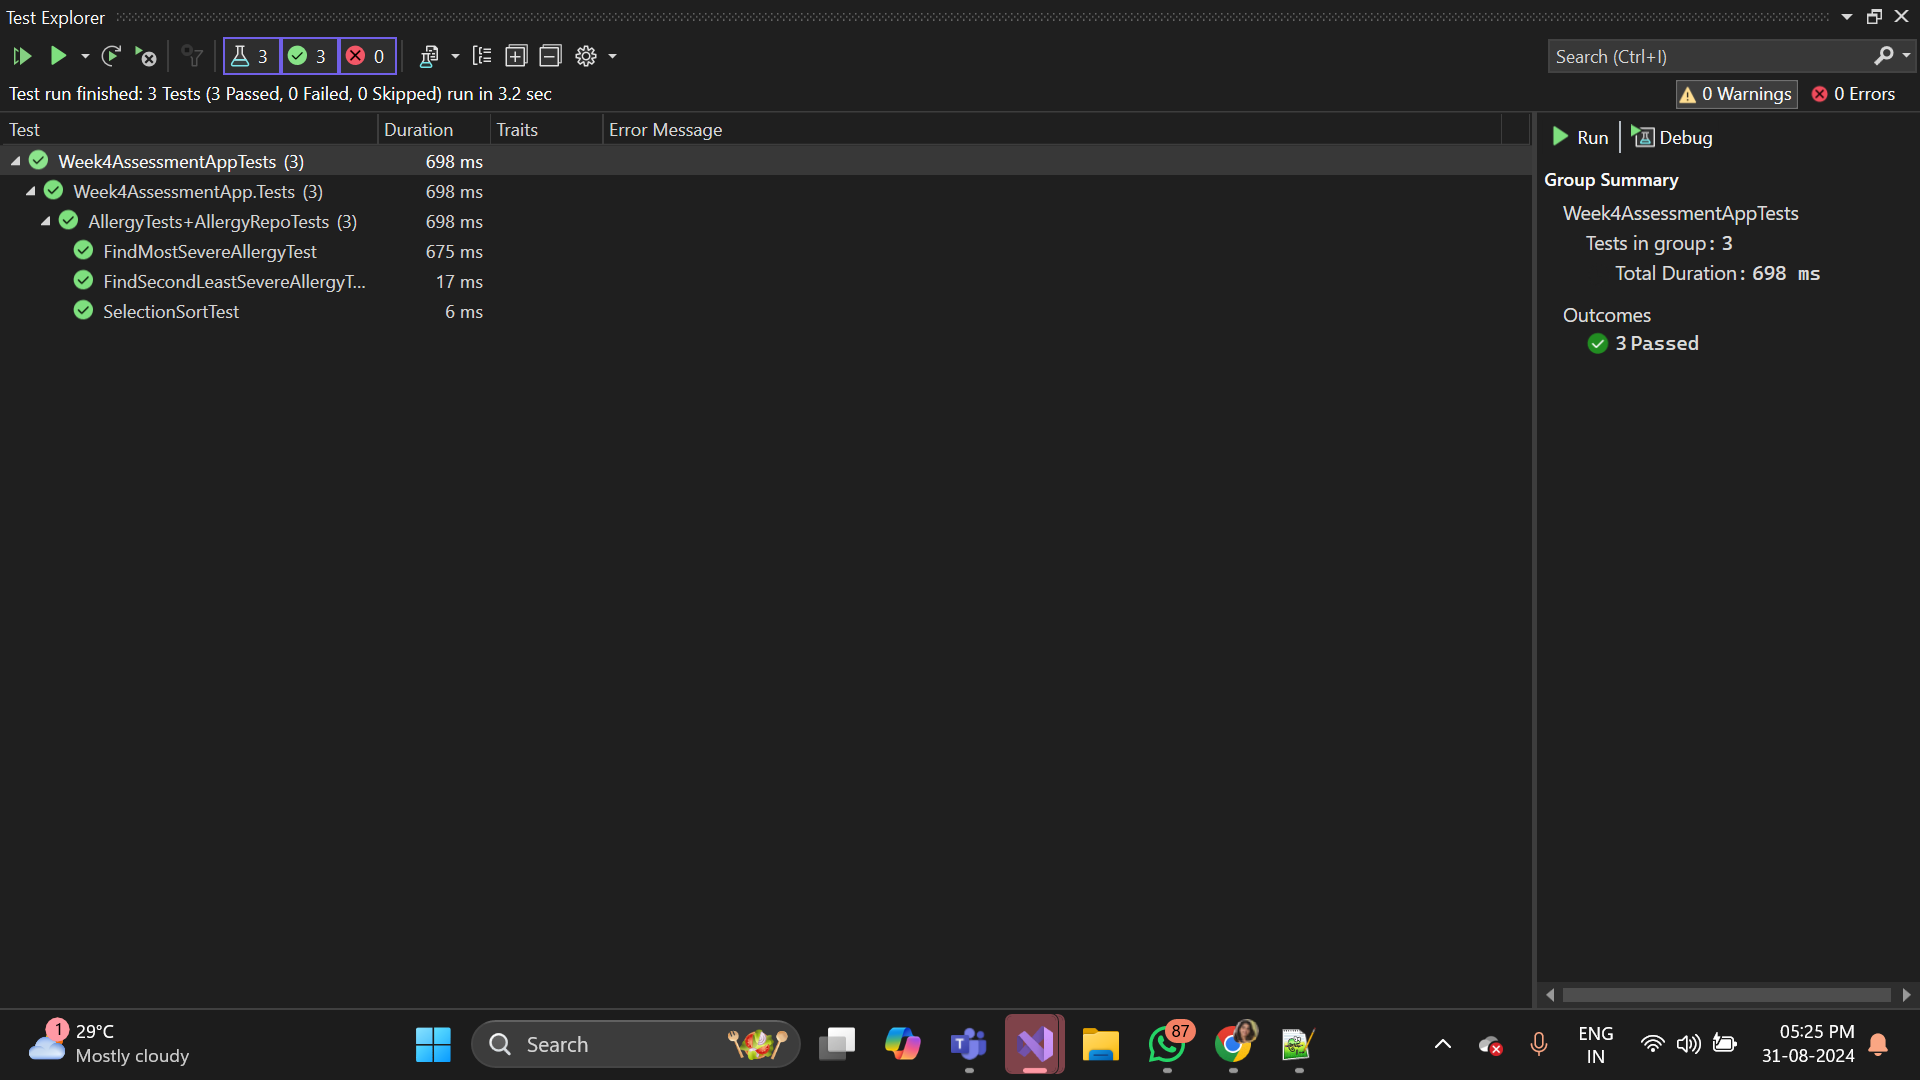 Test Explorer
3 3 0
Search (Ctrl+I)
Test run finished: 3 Tests (3 Passed, 0 Failed, 0 Skipped) run in 3.2 sec
0 Warnings 0 Errors
Test Duration Traits Error Message
Week4AssessmentAppTests (3) 698 ms
Week4AssessmentApp.Tests (3) 698 ms
AllergyTests+AllergyRepoTests (3) 698 ms
FindMostSevereAllergyTest 675 ms
FindSecondLeastSevereAllergyT... 17 ms
SelectionSortTest 6 ms
Run Debug
Group Summary
Week4AssessmentAppTests
Tests in group: 3
Total Duration: 698 ms
Outcomes
3 Passed
1
29°C
Mostly cloudy
Search
87
ENG
IN
05:25 PM
31-08-2024